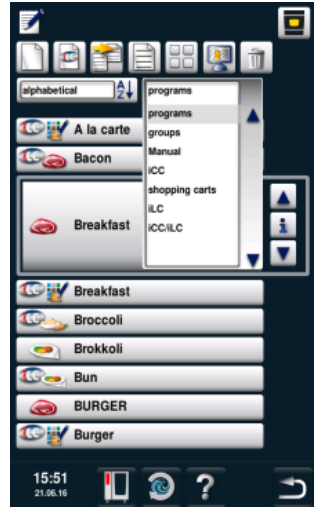 alphabetical
A
Z
programs
programs
groups
Manual
iCC
shopping carts
iLC
iCC/iLC
A la carte
Bacon
Breakfast
i
Breakfast
Broccoli
Brokkoli
Bun
BURGER
Burger
15:51
21.06.16
?